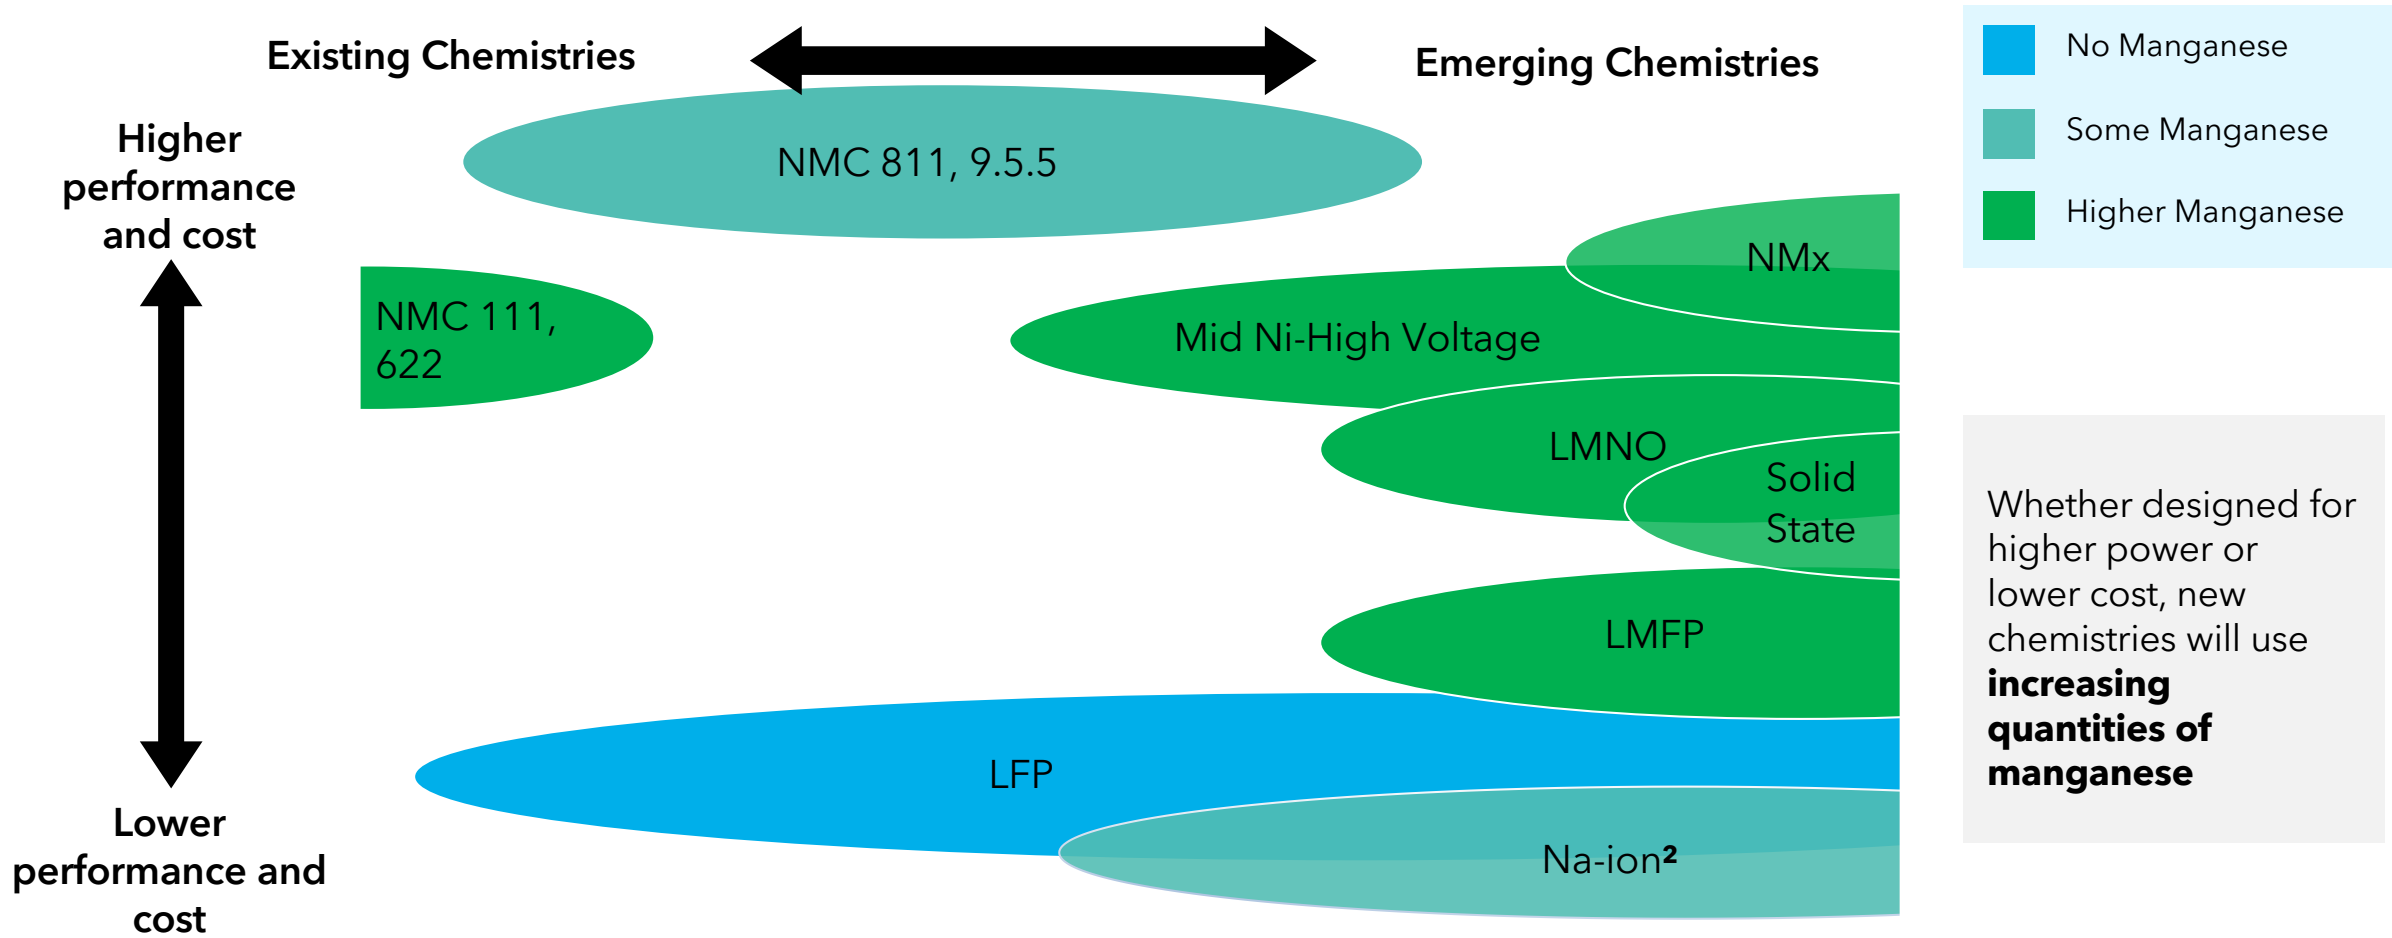 Existing Chemistries
Emerging Chemistries
No Manganese
Some Manganese
Higher Manganese
Higher
performance
and cost
NMC 811, 9.5.5
NMx
NMC 111,
622
Mid Ni-High Voltage
LMNO
Solid
State
LMFP
LFP
Na-ion²
Lower
performance and
cost
Whether designed for
higher power or
lower cost, new
chemistries will use
increasing
quantities of
manganese